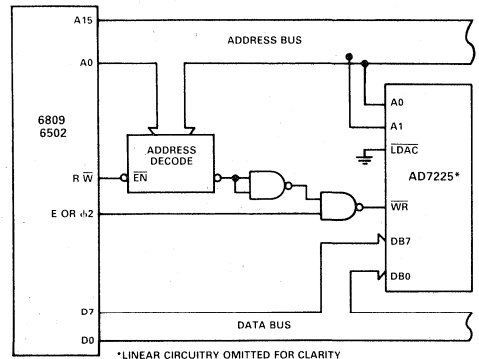 A15
ADDRESS BUS
A0
6809
6502
A0
A1
ADDRESS
DECODE
LDAC
AD7225*
R W
EN
E OR ϕ2
WR
DB7
DB0
D7
DATA BUS
D0
*LINEAR CIRCUITRY OMITTED FOR CLARITY